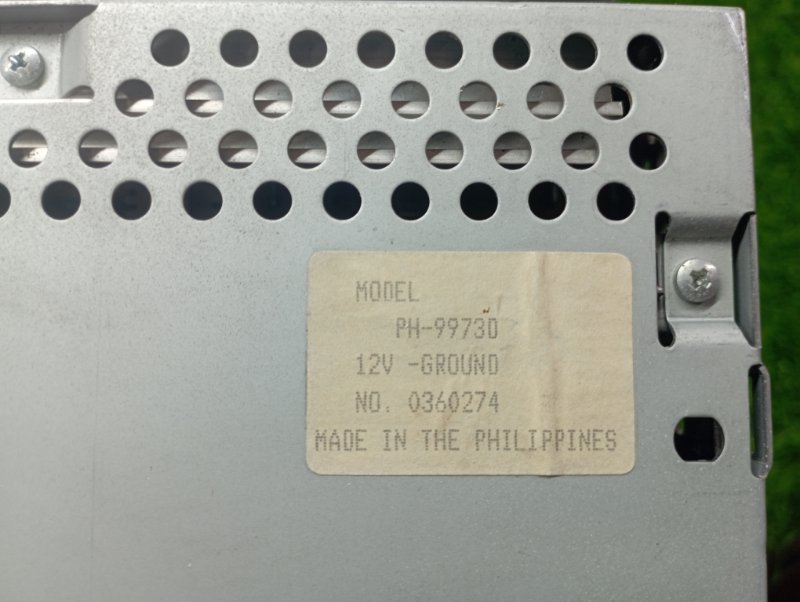 MODEL
PH-9973D
12V -GROUND
NO. 0360274
MADE IN THE PHILIPPINES